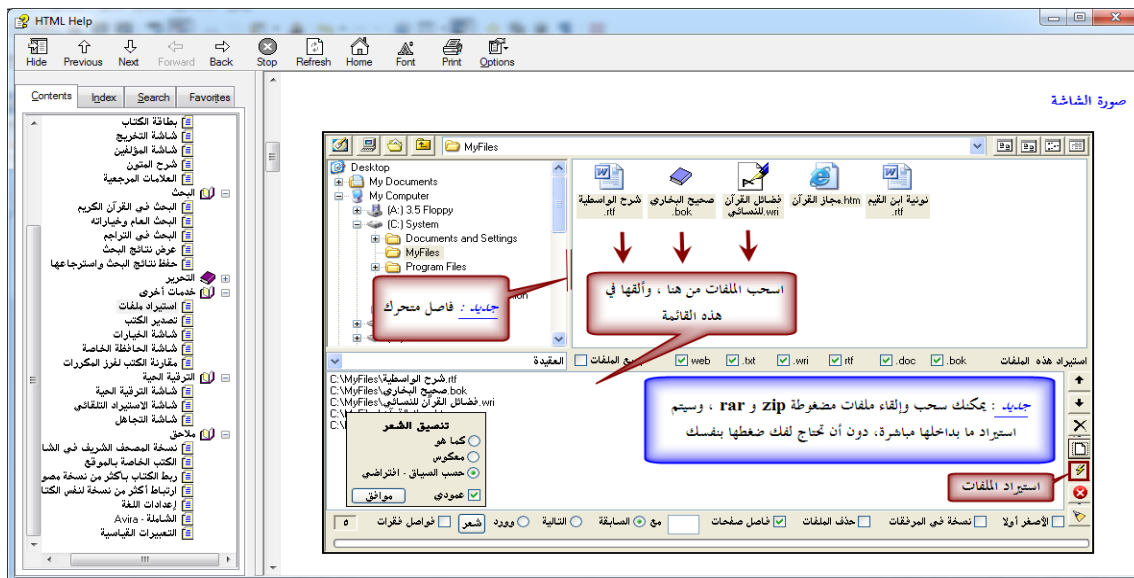 HTML Help
Hide Previous Next Forward Back Stop Refresh Home Font Print Options
Contents Index Search Favorites
بطاقة الكتاب
شاشة التخريج
شاشة المؤلفين
شرح المتون
العلامات المرجعية
البحث
البحث في القرآن الكريم
البحث العام وخياراته
البحث في التراجم
عرض نتائج البحث
حفظ نتائج البحث واسترجاعها
التحرير
خدمات أخرى
استيراد ملفات
تصدير الكتب
شاشة الخيارات
شاشة الحافظة الخاصة
مقارنة الكتب لفرز المكررات
الترقية الحية
شاشة الترقية الحية
شاشة الاستيراد التلقائي
شاشة التجاهل
ملاحق
نسخة المصحف الشريف في الشا
الكتب الخاصة بالموقع
ربط الكتاب بأكثر من نسخة مصو
ارتباط أكثر من نسخة لنفس الكتا
إعدادات اللغة
الشاملة - Avira
التعبيرات القياسية
صورة الشاشة
MyFiles
Desktop
My Documents
My Computer
(A:) 3.5 Floppy
(C:) System
Documents and Settings
MyFiles
Program Files
شرح الواسطية .rtf
صحيح البخاري .bok
فضائل القرآن للنسائي.wri
مجاز القرآن.htm
نونية ابن القيم .rtf
جديد : فاصل متحرك
اسحب الملفات من هنا ، وألقها في
هذه القائمة
العقيدة
استيراد هذه الملفات .bok .doc rtf .wri .txt web الملفات
C:\MyFiles\شرح الواسطية.rtf
C:\MyFiles\صحيح البخاري.bok
C:\MyFiles\فضائل القرآن للنسائي.wri
تنسيق الشعر
كما هو
معكوس
حسب السياق - افتراضي
عمودي موافق
جديد : يمكنك سحب وإلقاء ملفات مضغوطة zip و rar ، وسيتم
استيراد ما بداخلها مباشرة، دون أن تحتاج لفك ضغطها بنفسك
استيراد الملفات
الأصغر أولا نسخة في المرفقات حذف الملفات فاصل صفحات مع السابقة التالية وورد شعر فواصل فقرات ٥